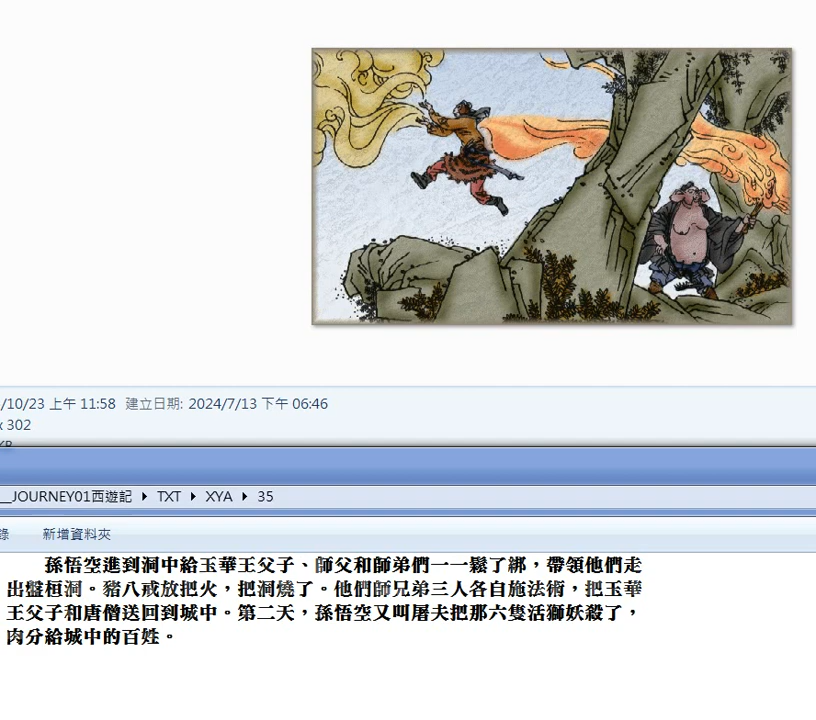 /10/23 上午 11:58 建立日期: 2024/7/13 下午 06:46
x 302
KB
__JOURNEY01西遊記 ▸ TXT ▸ XYA ▸ 35
錄 新增資料夾
孫悟空進到洞中給玉華王父子、師父和師弟們一一鬆了綁，帶領他們走
出盤桓洞。豬八戒放把火，把洞燒了。他們師兄弟三人各自施法術，把玉華
王父子和唐僧送回到城中。第二天，孫悟空又叫屠夫把那六隻活獅妖殺了，
肉分給城中的百姓。